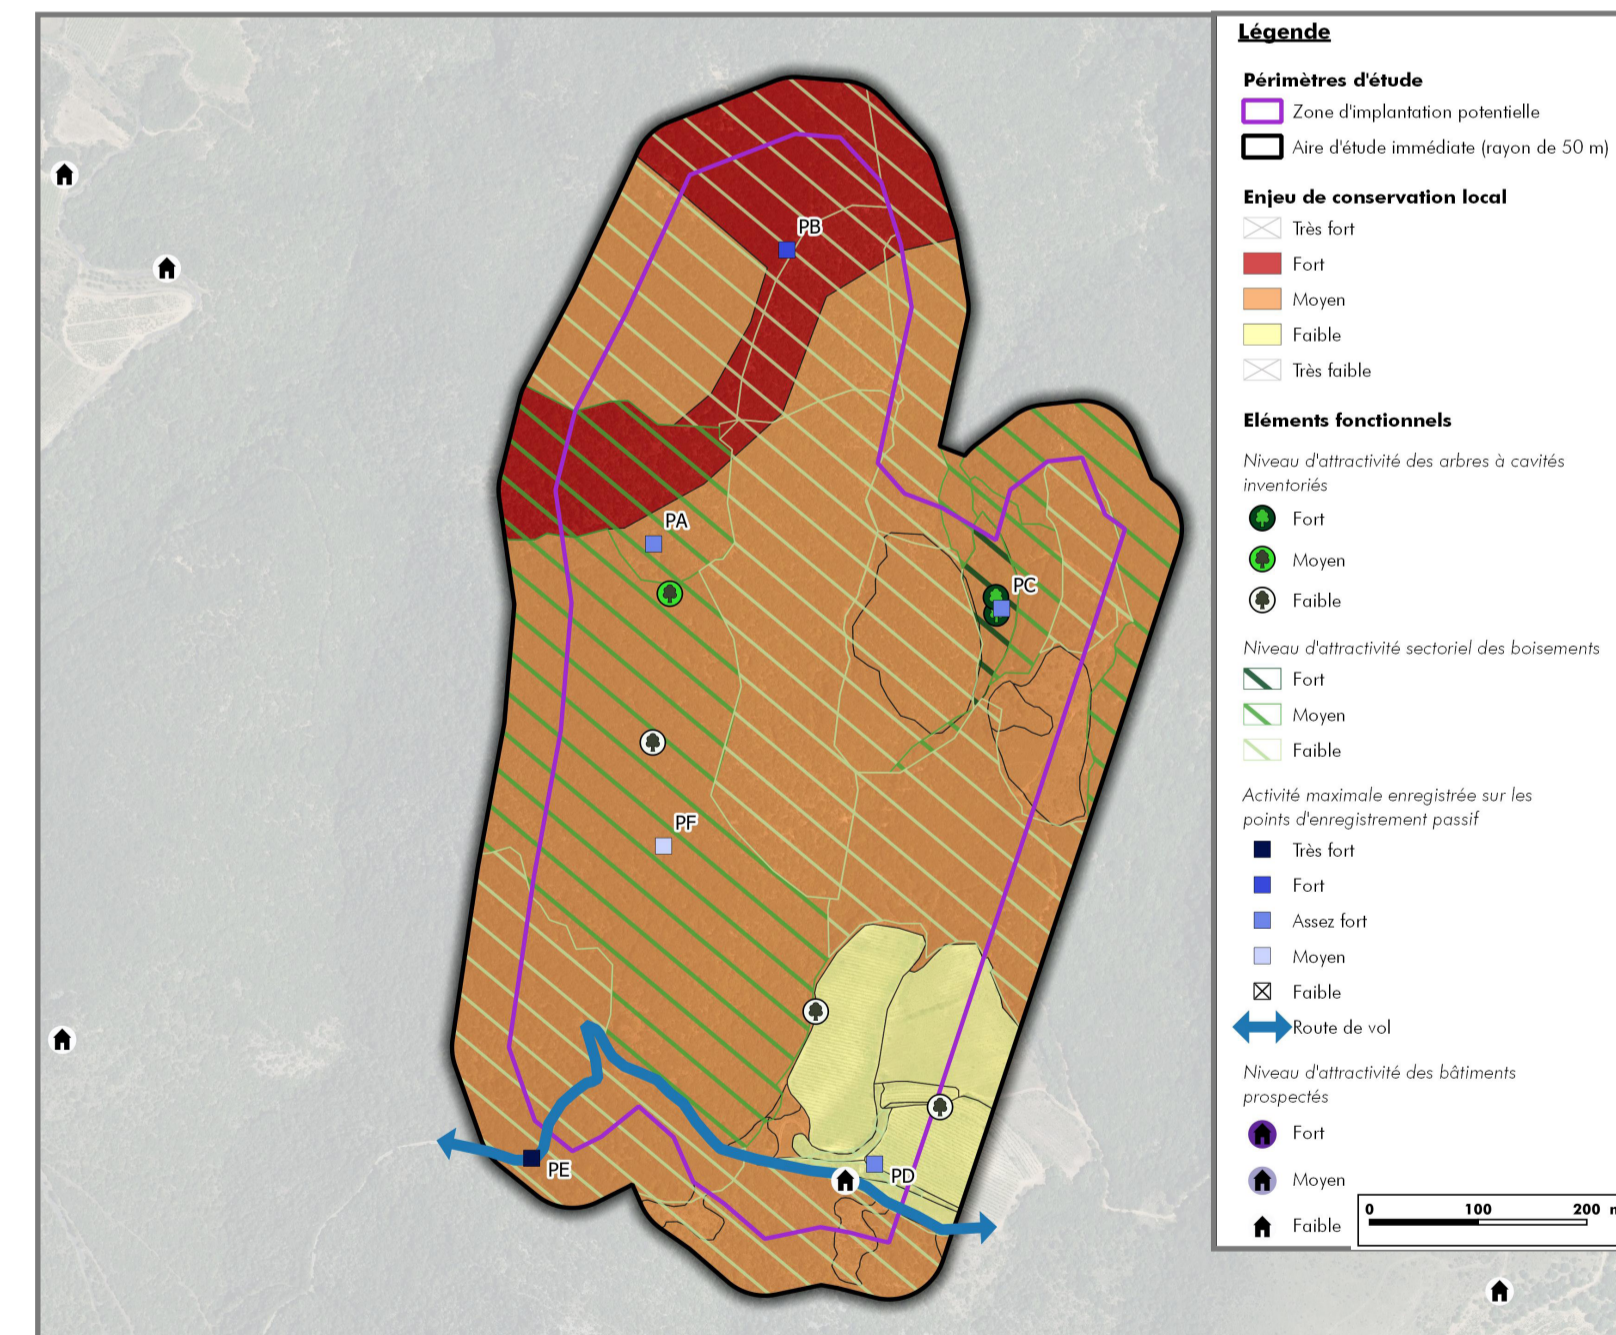 PB
PA
PC
PF
PE
PD
Légende
Périmètres d'étude
Zone d'implantation potentielle
Aire d'étude immédiate (rayon de 50 m)
Enjeu de conservation local
Très fort
Fort
Moyen
Faible
Très faible
Eléments fonctionnels
Niveau d'attractivité des arbres à cavités
inventoriés
Fort
Moyen
Faible
Niveau d'attractivité sectoriel des boisements
Fort
Moyen
Faible
Activité maximale enregistrée sur les
points d'enregistrement passif
Très fort
Fort
Assez fort
Moyen
Faible
Route de vol
Niveau d'attractivité des bâtiments
prospectés
Fort
Moyen
Faible
0 100 200